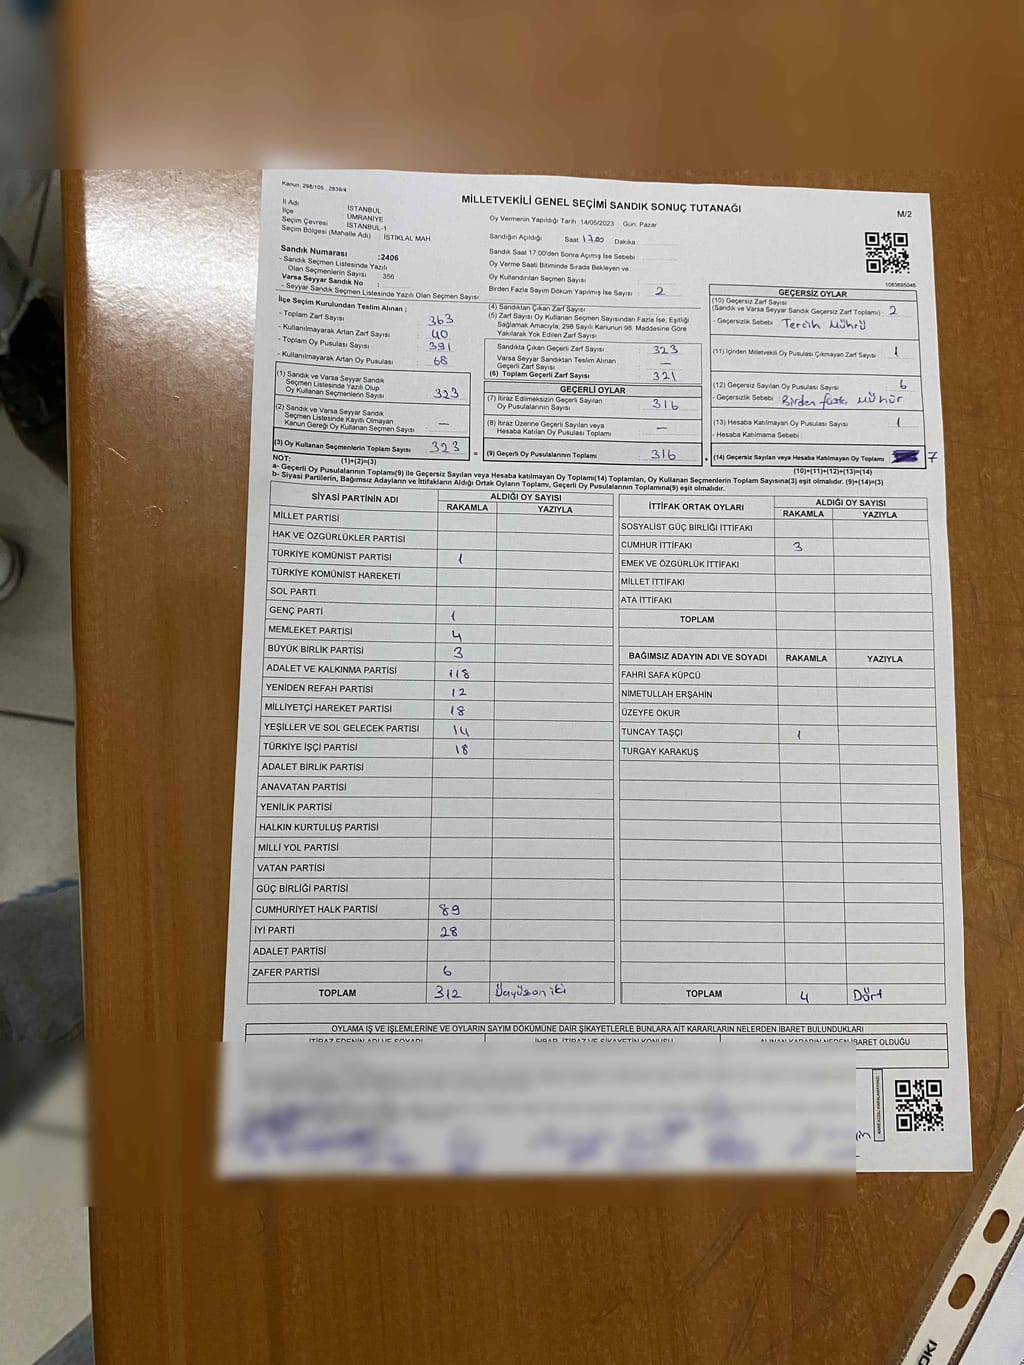 Kanun, 298/105 , 2839/4
MİLLETVEKİLİ GENEL SEÇİMİ SANDIK SONUÇ TUTANAĞI
M/2
İl Adı : İSTANBUL
İlçe : ÜMRANİYE
Seçim Çevresi : İSTANBUL-1
Seçim Bölgesi (Mahalle Adı) : İSTİKLAL MAH.
Sandık Numarası :2406
- Sandık Seçmen Listesinde Yazılı
Olan Seçmenlerin Sayısı : 356
Varsa Seyyar Sandık No :
- Seyyar Sandık Seçmen Listesinde Yazılı Olan Seçmen Sayısı:
Oy Vermenin Yapıldığı Tarih :14/05/2023 Gün: Pazar
Sandığın Açıldığı Saat 17.00 Dakika
Sandık Saat 17:00'den Sonra Açımış İse Sebebi
Oy Verme Saati Bitiminde Sırada Bekleyen ve
Oy Kullandırılan Seçmen Sayısı
Birden Fazla Sayım Döküm Yapılmış İse Sayısı : 2
1083695046
İlçe Seçim Kurulundan Teslim Alınan ;
- Toplam Zarf Sayısı 363
- Kullanılmayarak Artan Zarf Sayısı 40
- Toplam Oy Pusulası Sayısı 391
- Kullanılmayarak Artan Oy Pusulası 68
(1) Sandık ve Varsa Seyyar Sandık
Seçmen Listesinde Yazılı Olup
Oy Kullanan Seçmenlerin Sayısı 323
(2) Sandık ve Varsa Seyyar Sandık
Seçmen Listesinde Kayıtlı Olmayan
Kanun Gereği Oy Kullanan Seçmen Sayısı —
(3) Oy Kullanan Seçmenlerin Toplam Sayısı 323
(1)+(2)=(3)
(4) Sandıktan Çıkan Zarf Sayısı
(5) Zarf Sayısı Oy Kullanan Seçmen Sayısından Fazla İse, Eşitliği
Sağlamak Amacıyla; 298 Sayılı Kanunun 98. Maddesine Göre
Yakılarak Yok Edilen Zarf Sayısı
Sandıkta Çıkan Geçerli Zarf Sayısı 323
Varsa Seyyar Sandıktan Teslim Alınan
Geçerli Zarf Sayısı —
(6) Toplam Geçerli Zarf Sayısı 321
GEÇERLİ OYLAR
(7) İtiraz Edilmeksizin Geçerli Sayılan
Oy Pusulalarının Sayısı 316
(8) İtiraz Üzerine Geçerli Sayılan veya
Hesaba Katılan Oy Pusulası Toplamı —
= (9) Geçerli Oy Pusulalarının Toplamı 316
GEÇERSİZ OYLAR
(10) Geçersiz Zarf Sayısı
(Sandık ve Varsa Seyyar Sandık Geçersiz Zarf Toplamı) 2
- Geçersizlik Sebebi Tercih Mührü
(11) İçinden Milletvekili Oy Pusulası Çıkmayan Zarf Sayısı 1
(12) Geçersiz Sayılan Oy Pusulası Sayısı 6
- Geçersizlik Sebebi : Birden fazla mühür
(13) Hesaba Katılmayan Oy Pusulası Sayısı 1
- Hesaba Katılmama Sebebi
+ (14) Geçersiz Sayılan veya Hesaba Katılmayan Oy Toplamı 7
(10)+(11)+(12)+(13)=(14)
NOT:
a- Geçerli Oy Pusulalarının Toplamı(9) ile Geçersiz Sayılan veya Hesaba katılmayan Oy Toplamı(14) Toplamları, Oy Kullanan Seçmenlerin Toplam Sayısına(3) eşit olmalıdır. (9)+(14)=(3)
b- Siyasi Partilerin, Bağımsız Adayların ve İttifakların Aldığı Ortak Oyların Toplamı, Geçerli Oy Pusulalarının Toplamına(9) eşit olmalıdır.
SİYASİ PARTİNİN ADI ALDIĞI OY SAYISI
RAKAMLA YAZIYLA
MİLLET PARTİSİ
HAK VE ÖZGÜRLÜKLER PARTİSİ
TÜRKİYE KOMÜNİST PARTİSİ 1
TÜRKİYE KOMÜNİST HAREKETİ
SOL PARTİ
GENÇ PARTİ 1
MEMLEKET PARTİSİ 4
BÜYÜK BİRLİK PARTİSİ 3
ADALET VE KALKINMA PARTİSİ 118
YENİDEN REFAH PARTİSİ 12
MİLLİYETÇİ HAREKET PARTİSİ 18
YEŞİLLER VE SOL GELECEK PARTİSİ 14
TÜRKİYE İŞÇİ PARTİSİ 18
ADALET BİRLİK PARTİSİ
ANAVATAN PARTİSİ
YENİLİK PARTİSİ
HALKIN KURTULUŞ PARTİSİ
MİLLİ YOL PARTİSİ
VATAN PARTİSİ
GÜÇ BİRLİĞİ PARTİSİ
CUMHURİYET HALK PARTİSİ 89
İYİ PARTİ 28
ADALET PARTİSİ
ZAFER PARTİSİ 6
TOPLAM 312 Üçyüzoniki
İTTİFAK ORTAK OYLARI ALDIĞI OY SAYISI
RAKAMLA YAZIYLA
SOSYALİST GÜÇ BİRLİĞİ İTTİFAKI
CUMHUR İTTİFAKI 3
EMEK VE ÖZGÜRLÜK İTTİFAKI
MİLLET İTTİFAKI
ATA İTTİFAKI
TOPLAM
BAĞIMSIZ ADAYIN ADI VE SOYADI RAKAMLA YAZIYLA
FAHRİ SAFA KÜPCÜ
NİMETULLAH ERŞAHİN
ÜZEYFE OKUR
TUNCAY TAŞÇI 1
TURGAY KARAKUŞ
TOPLAM 4 Dört
OYLAMA İŞ VE İŞLEMLERİNE VE OYLARIN SAYIM DÖKÜMÜNE DAİR ŞİKAYETLERLE BUNLARA AİT KARARLARIN NELERDEN İBARET BULUNDUKLARI
İTİRAZ EDENİN ADI VE SOYADI İHBAR, İTİRAZ VE ŞİKAYETİN KONUSU ALINAN KARARIN NEDEN İBARET OLDUĞU